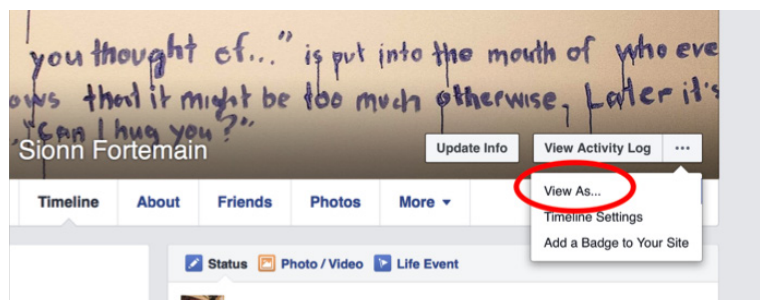 you thought of..." is put into the mouth of who eve
ows that it might be too much otherwise, Later it's
"Can I hug you?"
Sionn Fortemain
Update Info
View Activity Log
...
View As...
Timeline Settings
Add a Badge to Your Site
Timeline
About
Friends
Photos
More
Status
Photo / Video
Life Event